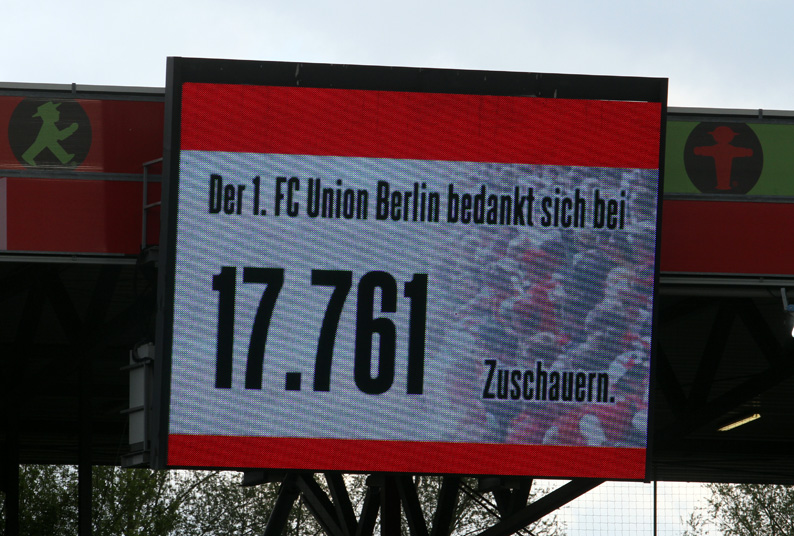 Der 1. FC Union Berlin bedankt sich bei
17.761
Zuschauern.